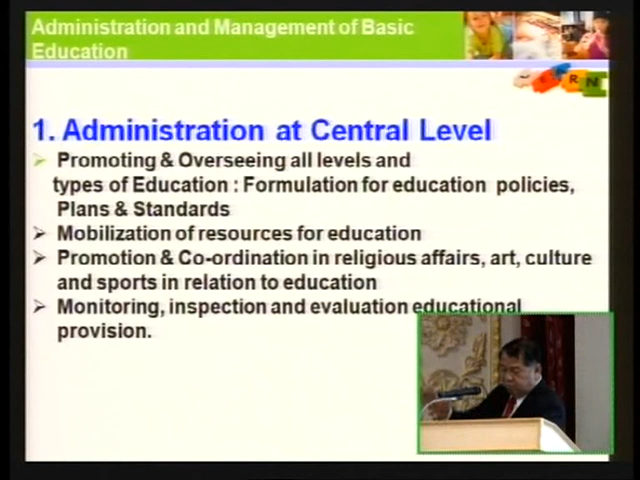 Administration and Management of Basic
Education
E R N
1. Administration at Central Level
Promoting & Overseeing all levels and
types of Education : Formulation for education policies,
Plans & Standards
Mobilization of resources for education
Promotion & Co-ordination in religious affairs, art, culture
and sports in relation to education
Monitoring, inspection and evaluation educational
provision.